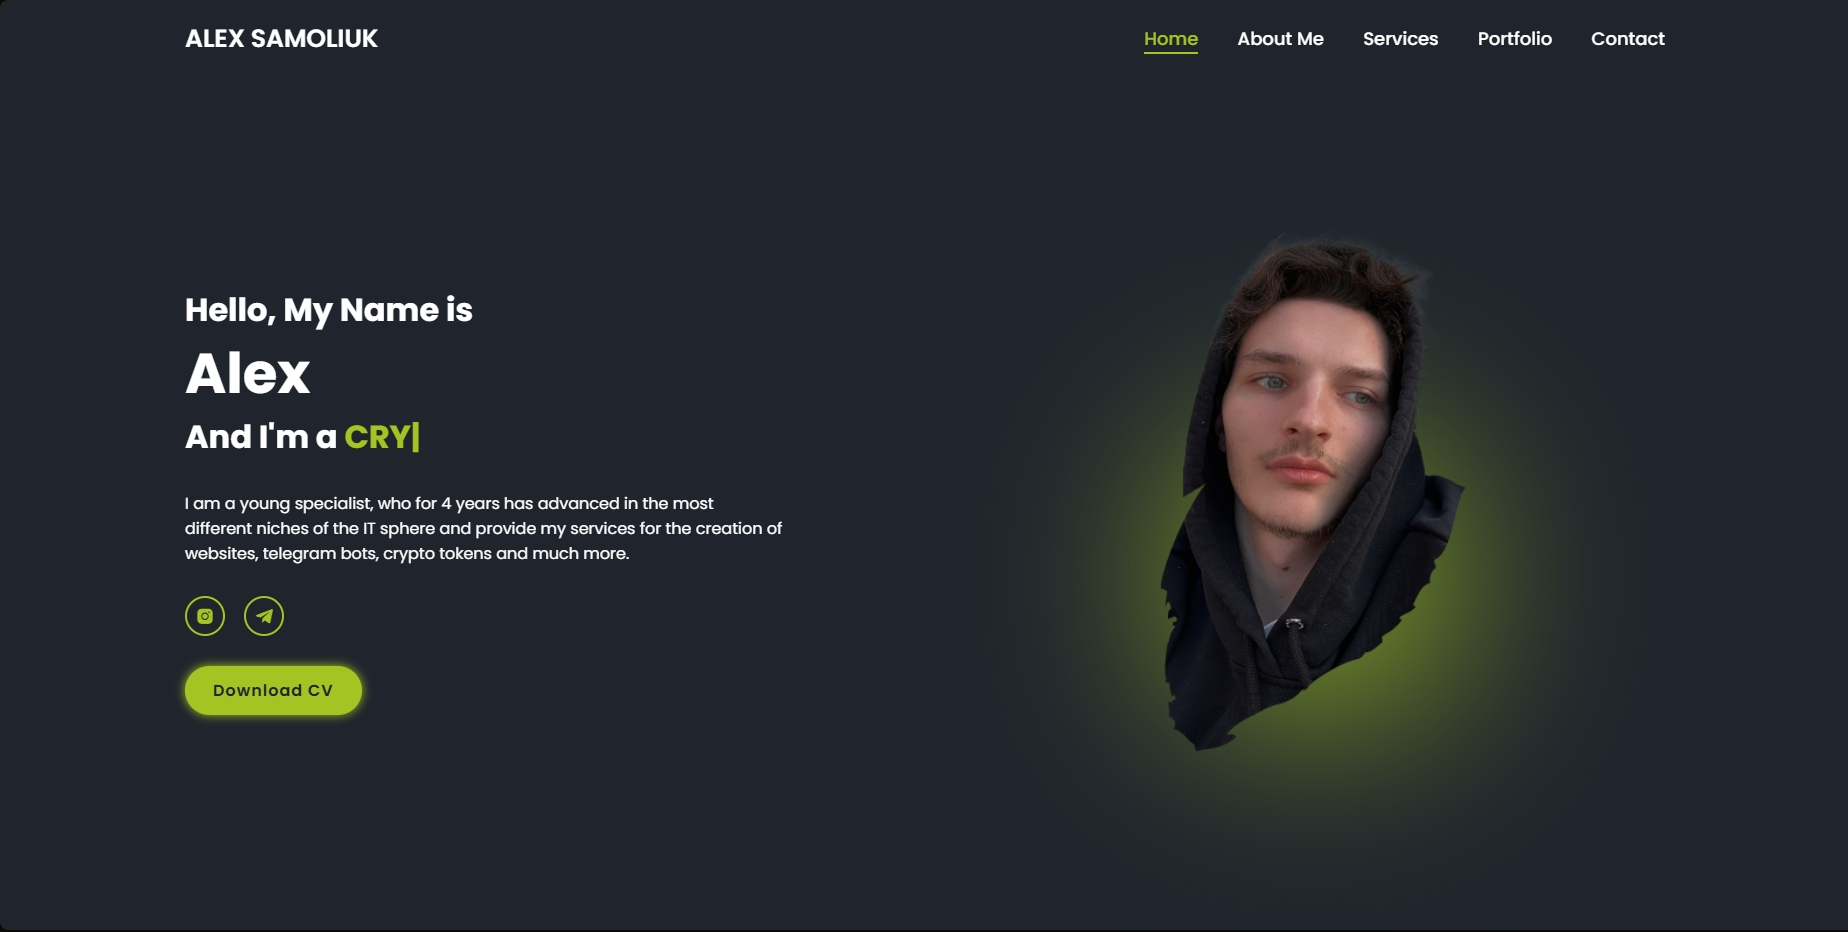 ALEX SAMOLIUK
Home About Me Services Portfolio Contact
Hello, My Name is
Alex
And I'm a CRY|
I am a young specialist, who for 4 years has advanced in the most
different niches of the IT sphere and provide my services for the creation of
websites, telegram bots, crypto tokens and much more.
Download CV